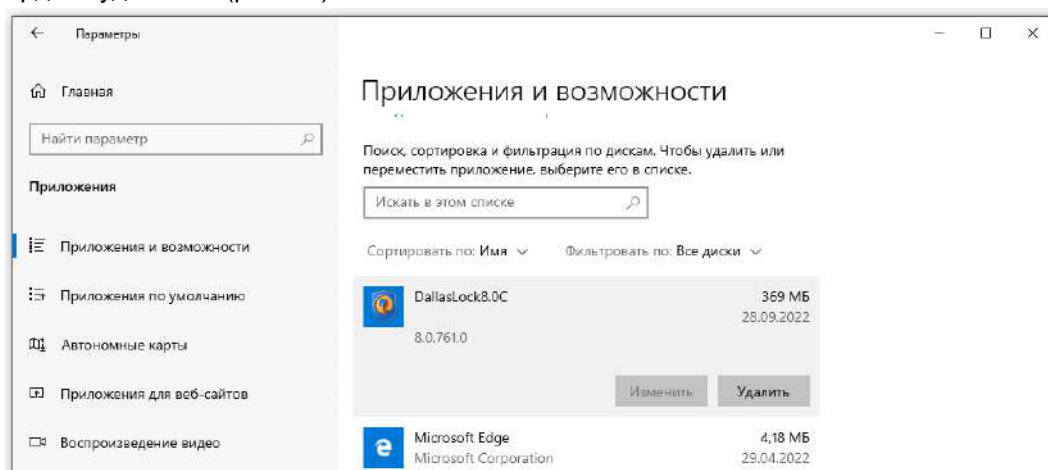 Параметры
Главная
Найти параметр
Приложения
Приложения и возможности
Приложения по умолчанию
Автономные карты
Приложения для веб-сайтов
Воспроизведение видео
Приложения и возможности
Поиск, сортировка и фильтрация по дискам. Чтобы удалить или
переместить приложение, выберите его в списке.
Искать в этом списке
Сортировать по: Имя Фильтровать по: Все диски
DallasLock8.0C 369 МБ
28.09.2022
8.0.761.0
Изменить Удалить
Microsoft Edge 4,18 МБ
Microsoft Corporation 29.04.2022